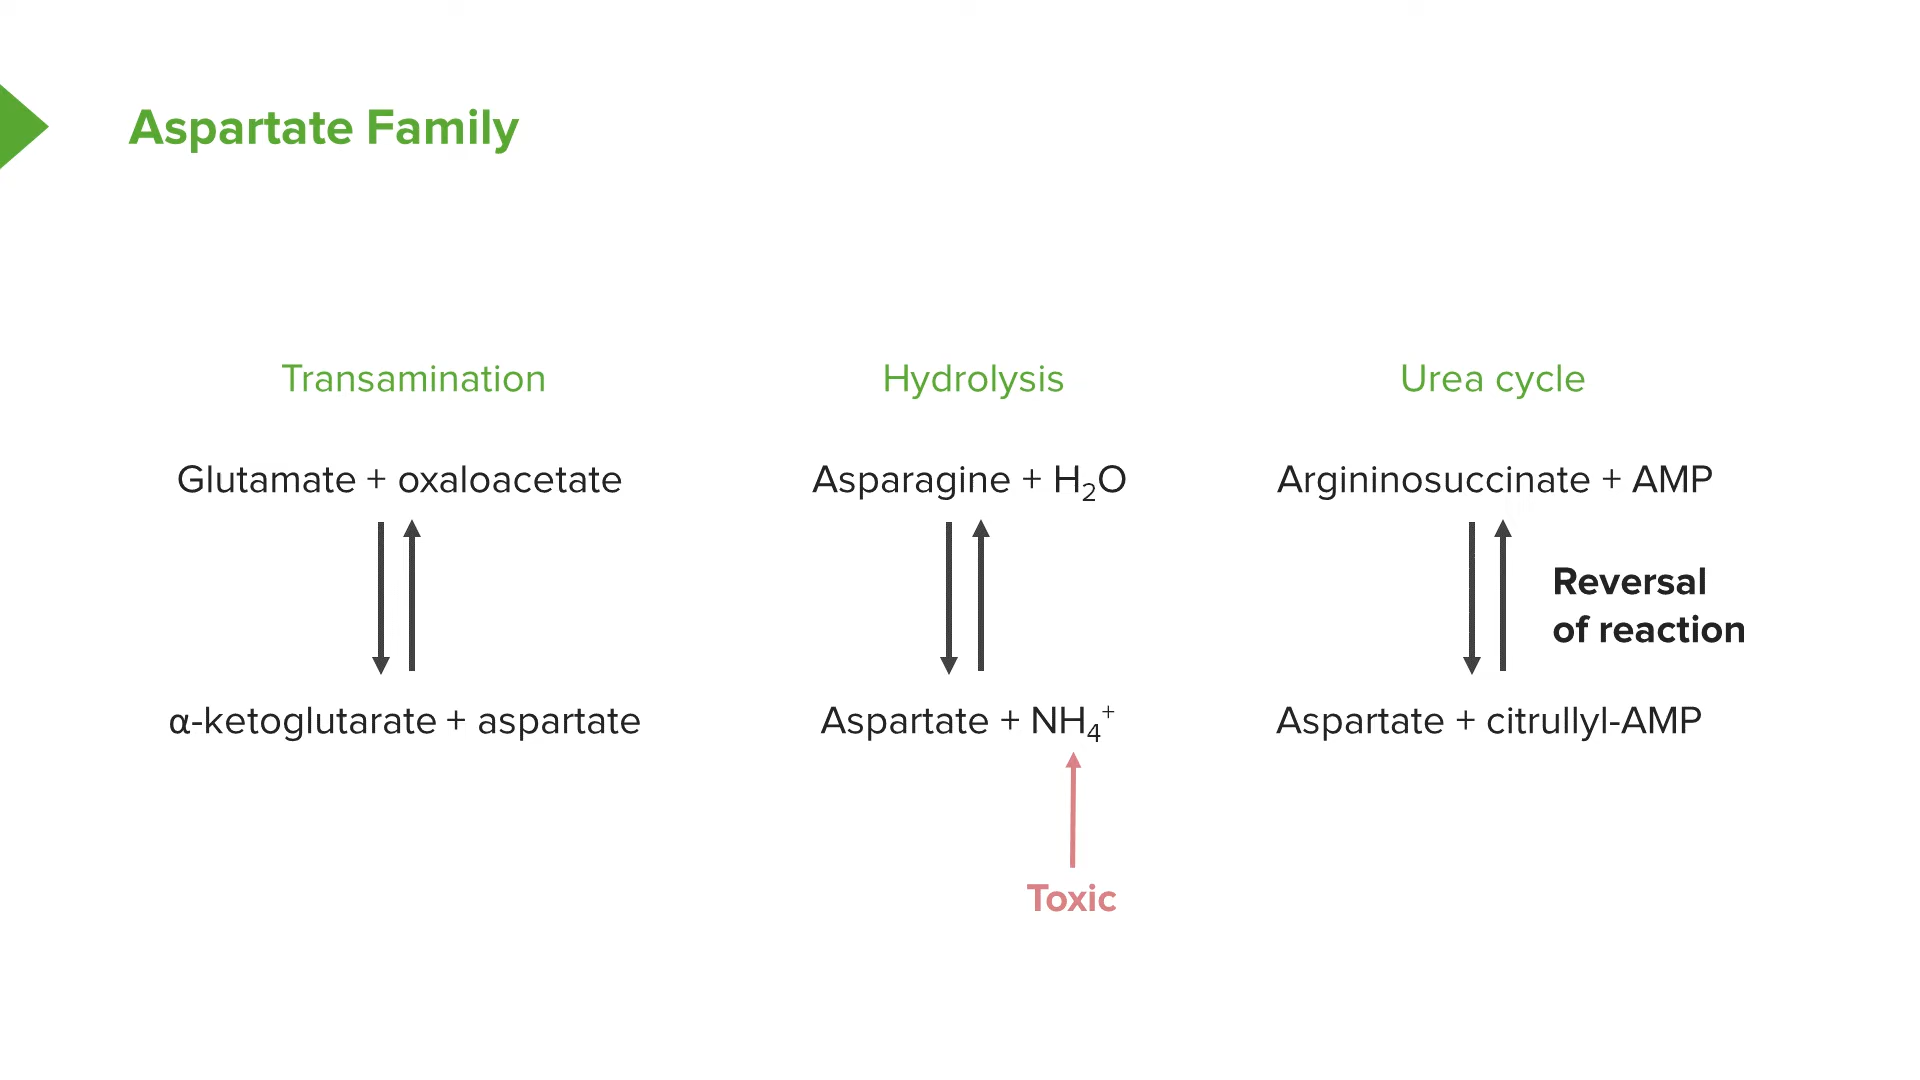 Aspartate Family
Transamination
Glutamate + oxaloacetate
α-ketoglutarate + aspartate
Hydrolysis
Asparagine + H₂O
Aspartate + NH₄⁺
Toxic
Urea cycle
Argininosuccinate + AMP
Reversal
of reaction
Aspartate + citrullyl-AMP